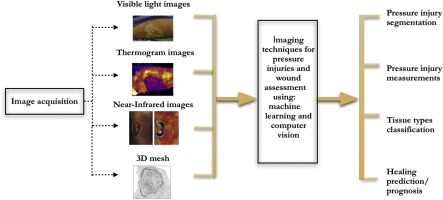 Visible light images
Thermogram images
Image acquisition
Near-Infrared images
3D mesh
Imaging
techniques for
pressure
injuries and
wound
assessment
using:
machine
learning and
computer
vision
Pressure injury
segmentation
Pressure injury
measurements
Tissue types
classification
Healing
prediction/
prognosis